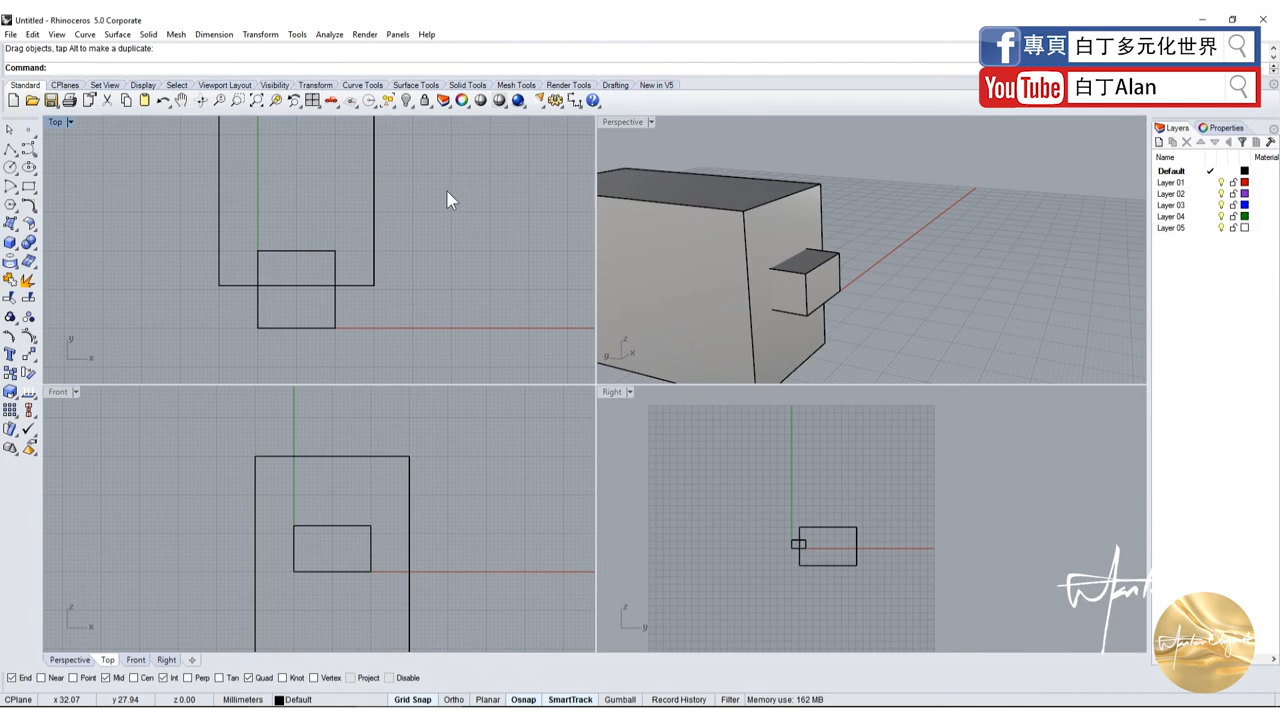 Untitled - Rhinoceros 5.0 Corporate
File Edit View Curve Surface Solid Mesh Dimension Transform Tools Analyze Render Panels Help
Drag objects, tap Alt to make a duplicate:
Command:
專頁 白丁多元化世界
YouTube 白丁Alan
Standard CPlanes Set View Display Select Viewport Layout Visibility Transform Curve Tools Surface Tools Solid Tools Mesh Tools Render Tools Drafting New in V5
Top
Perspective
Layers Properties
Name Material
Default
Layer 01
Layer 02
Layer 03
Layer 04
Layer 05
y
x
z
y
x
Front
Right
z
x
z
y
Perspective Top Front Right
End Near Point Mid Cen Int Perp Tan Quad Knot Vertex Project Disable
CPlane x 32.07 y 27.94 z 0.00 Millimeters Default Grid Snap Ortho Planar Osnap SmartTrack Gumball Record History Filter Memory use: 162 MB